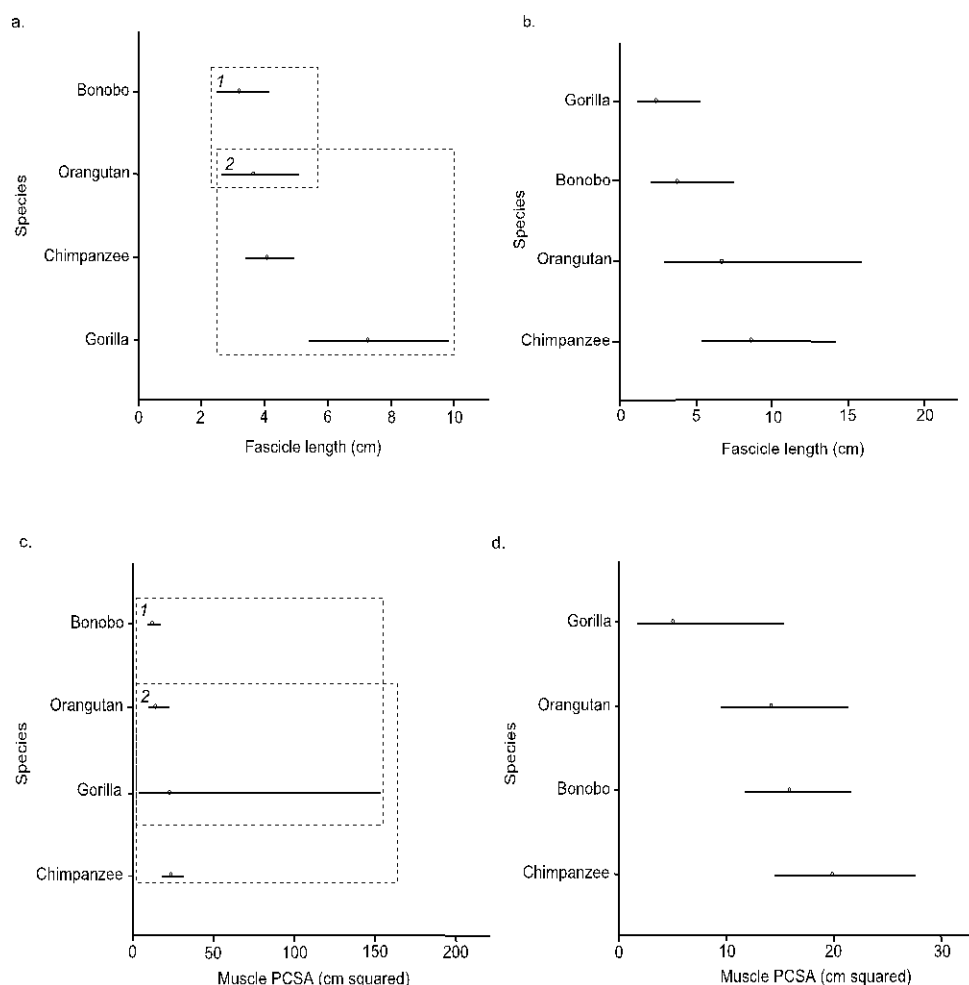 a.
1
Bonobo
2
Orangutan
Chimpanzee
Gorilla
Species
0 2 4 6 8 10
Fascicle length (cm)
b.
Gorilla
Bonobo
Orangutan
Chimpanzee
Species
0 5 10 15 20
Fascicle length (cm)
c.
1
Bonobo
2
Orangutan
Gorilla
Chimpanzee
Species
0 50 100 150 200
Muscle PCSA (cm squared)
d.
Gorilla
Orangutan
Bonobo
Chimpanzee
Species
0 10 20 30
Muscle PCSA (cm squared)